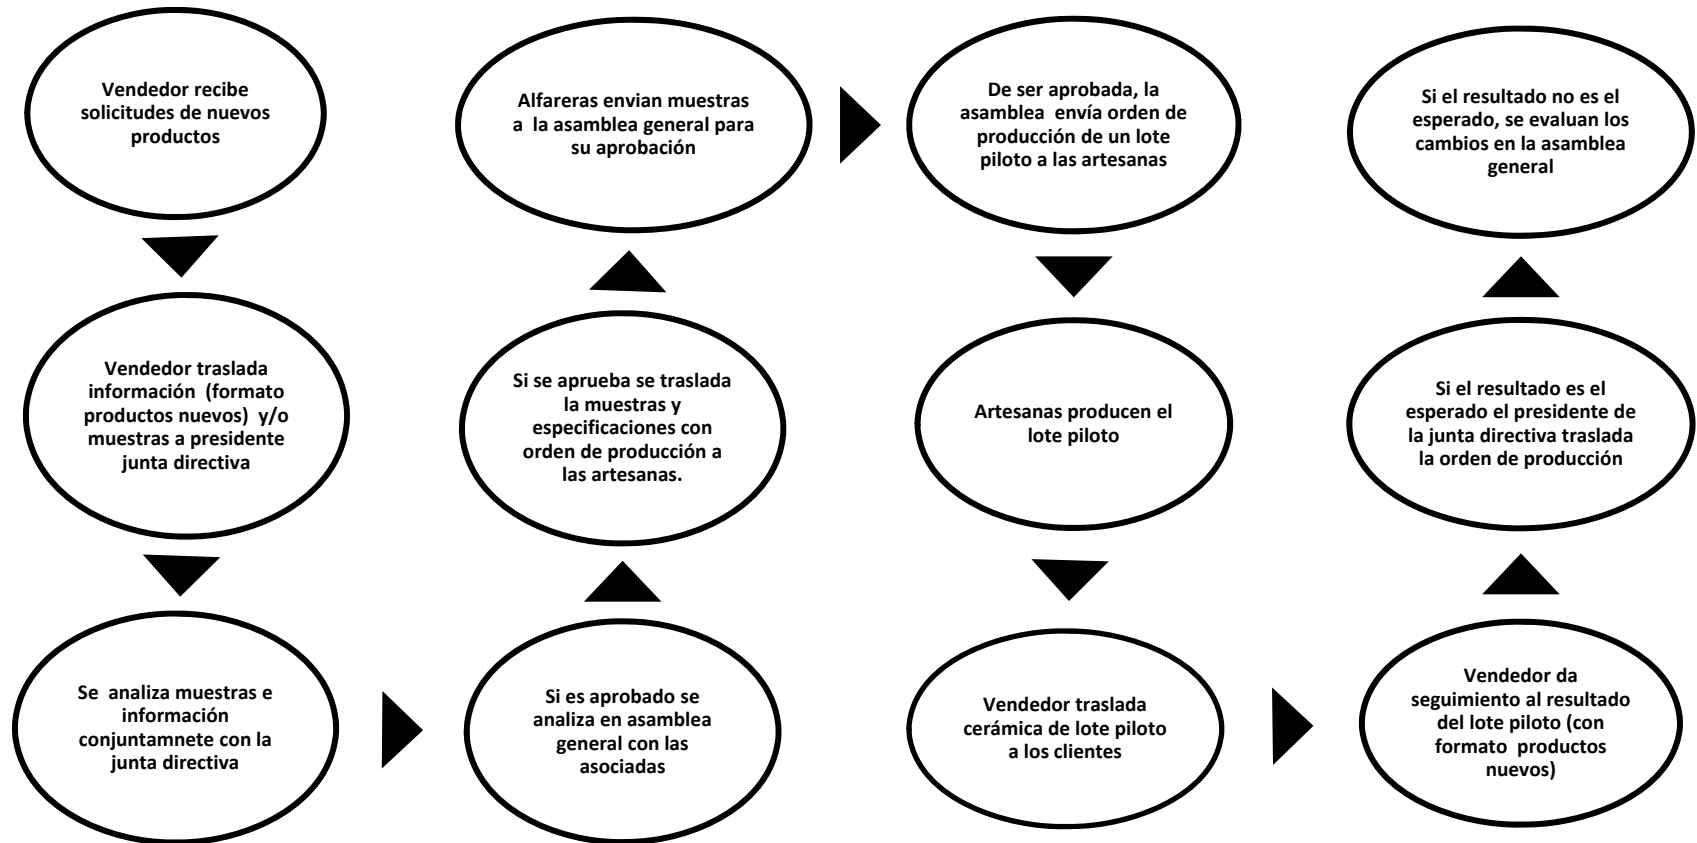 Vendedor recibe
solicitudes de nuevos
productos
Vendedor traslada
información (formato
productos nuevos) y/o
muestras a presidente
junta directiva
Se analiza muestras e
información
conjuntamnete con la
junta directiva
Si es aprobado se
analiza en asamblea
general con las
asociadas
Si se aprueba se traslada
la muestras y
especificaciones con
orden de producción a
las artesanas.
Alfareras envian muestras
a la asamblea general para
su aprobación
De ser aprobada, la
asamblea envía orden de
producción de un lote
piloto a las artesanas
Artesanas producen el
lote piloto
Vendedor traslada
cerámica de lote piloto
a los clientes
Vendedor da
seguimiento al resultado
del lote piloto (con
formato productos
nuevos)
Si el resultado es el
esperado el presidente de
la junta directiva traslada
la orden de producción
Si el resultado no es el
esperado, se evaluan los
cambios en la asamblea
general